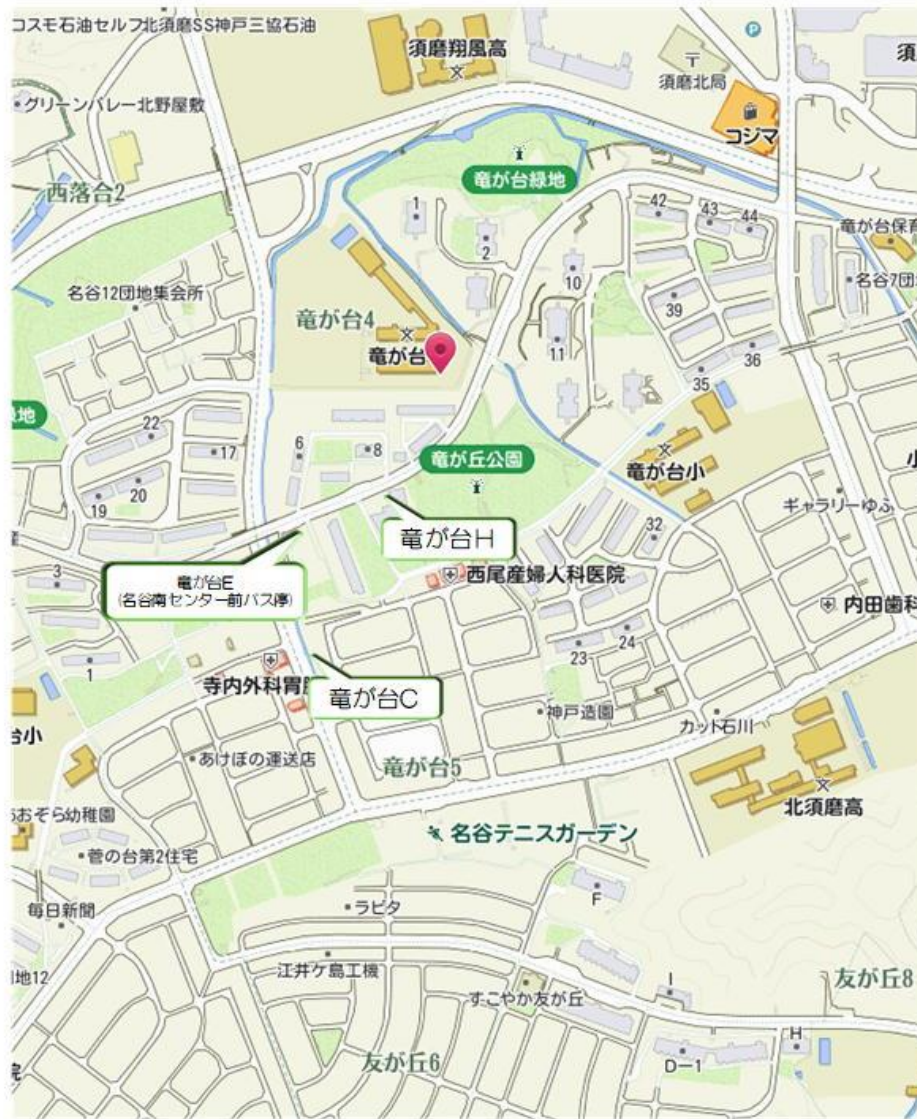 コスモ石油セルフ北須磨SS神戸三協石油
須磨翔風高
〒
須磨北局
須
グリーンバレー北野屋敷
P
コジマ
西落台2
竜が台緑地
1
2
42
43
44
竜が台保育
名谷12団地集会所
10
名谷7団
竜が台4
39
竜が台
11
36
35
緑地
22
17
6
8
竜が丘公園
竜が台小
20
19
ギャラリーゆふ
竜が台H
32
3
竜が台E
(名谷南センター前バス停)
西尾産婦人科医院
内田歯科
1
寺内外科胃腸
23
24
竜が台C
台小
神戸造園
カット石川
あけぼの運送店
竜が台5
あおぞら幼稚園
北須磨高
名谷テニスガーデン
菅の台第2住宅
F
毎日新聞
ラピタ
地12
江井ケ島工機
I
すこやか友が丘
友が丘8
H
D-1
友が丘6
院